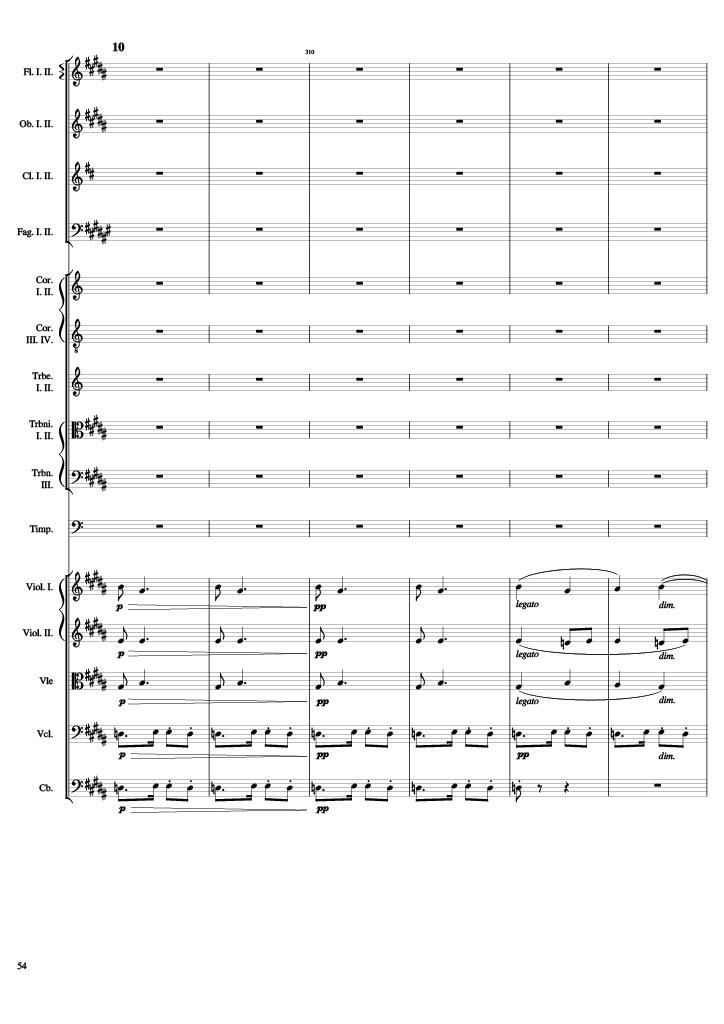 10
310
Fl. I. II.
Ob. I. II.
Cl. I. II.
Fag. I. II.
Cor.
I. II.
Cor.
III. IV.
Trbe.
I. II.
Trbni.
I. II.
Trbn.
III.
Timp.
Viol. I.
p pp legato dim.
Viol. II.
p pp legato dim.
Vle
p pp legato dim.
Vcl.
p pp pp dim.
Cb.
p pp
54